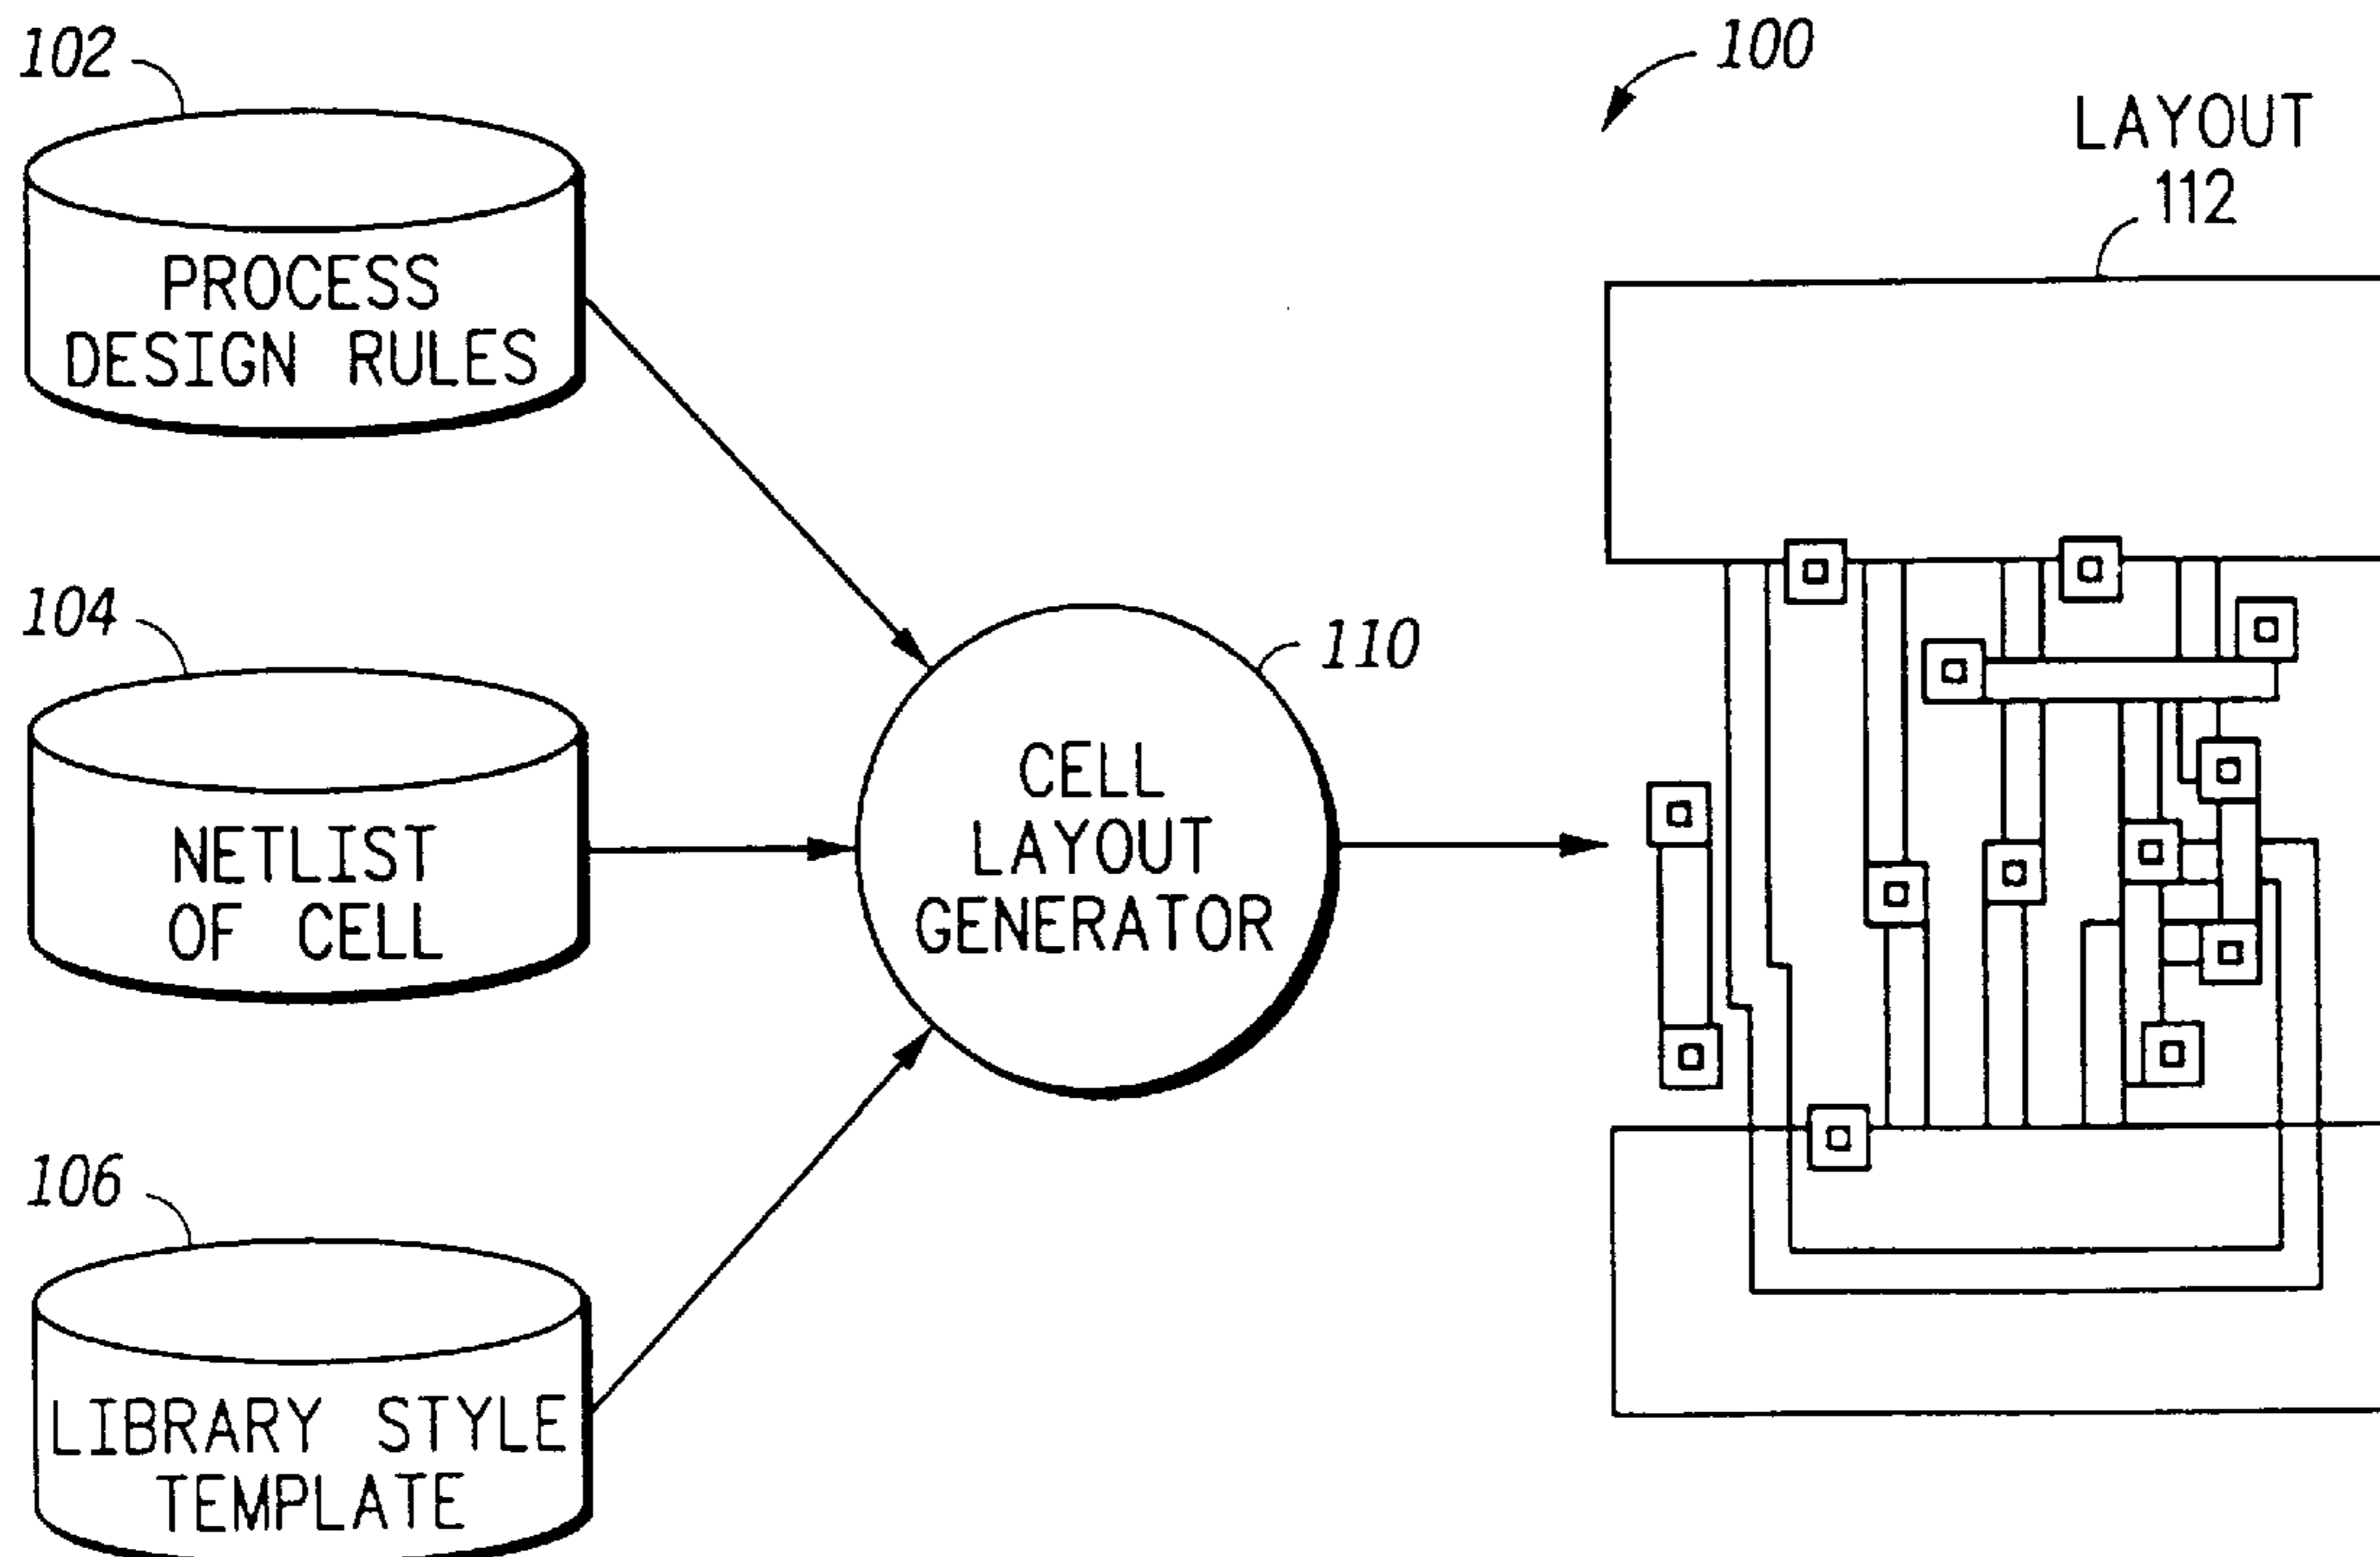 102
PROCESS
DESIGN RULES
104
NETLIST
OF CELL
106
LIBRARY STYLE
TEMPLATE
110
CELL
LAYOUT
GENERATOR
100
LAYOUT
112